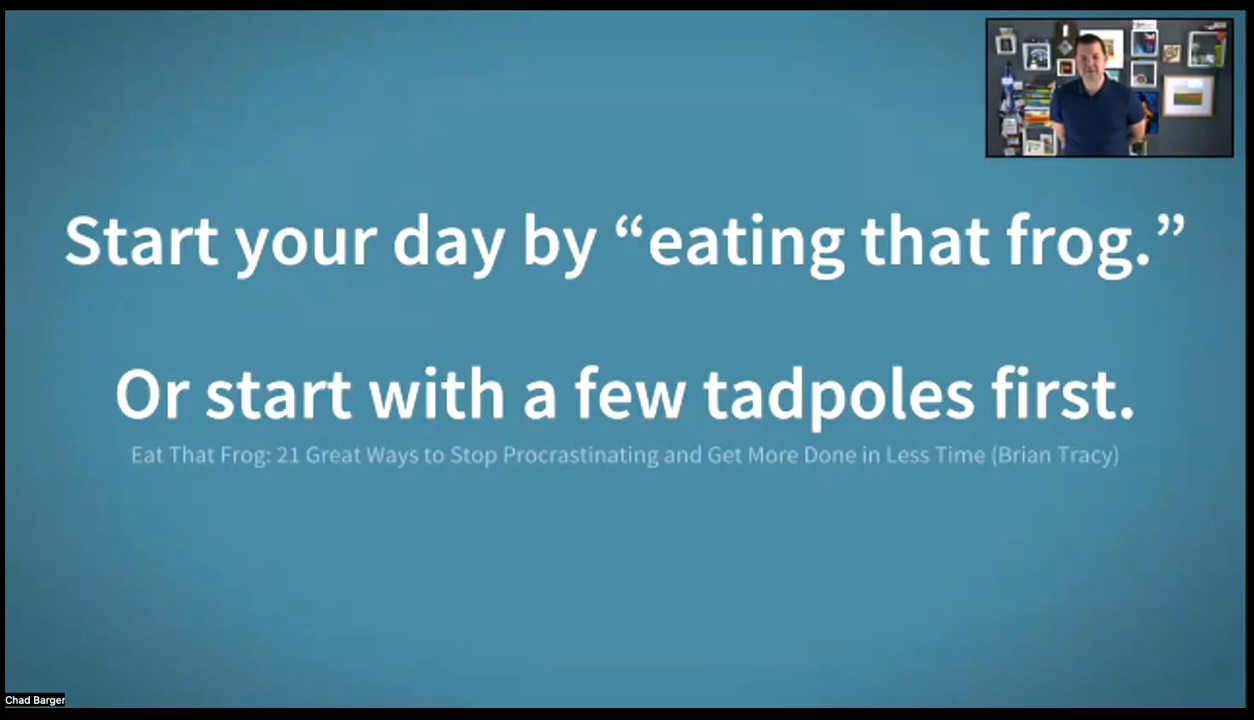 Start your day by “eating that frog.”
Or start with a few tadpoles first.
Eat That Frog: 21 Great Ways to Stop Procrastinating and Get More Done in Less Time (Brian Tracy)
Chad Barger